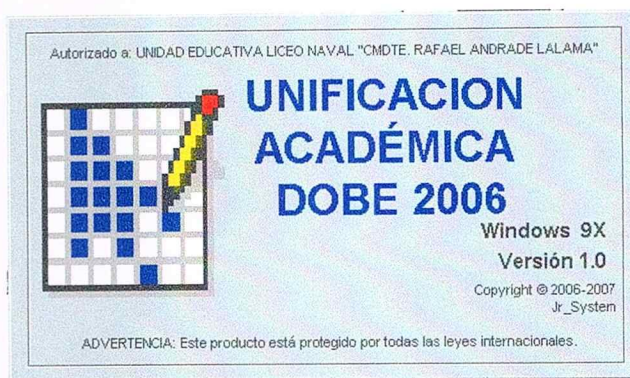 Autorizado a: UNIDAD EDUCATIVA LICEO NAVAL "CMDTE. RAFAEL ANDRADE LALAMA"
UNIFICACION
ACADÉMICA
DOBE 2006
Windows 9X
Versión 1.0
Copyright © 2006-2007
Jr_System
ADVERTENCIA: Este producto está protegido por todas las leyes internacionales.